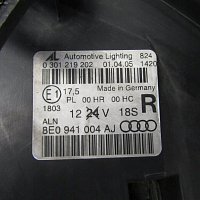 AL Automotive Lighting 824
0 301 219 202 01.04.05 1420
E1 17,5 Made in Germany
PL 00 HR 00 HC
1803 12 24 V 18S R
ALN
8E0 941 004 AJ